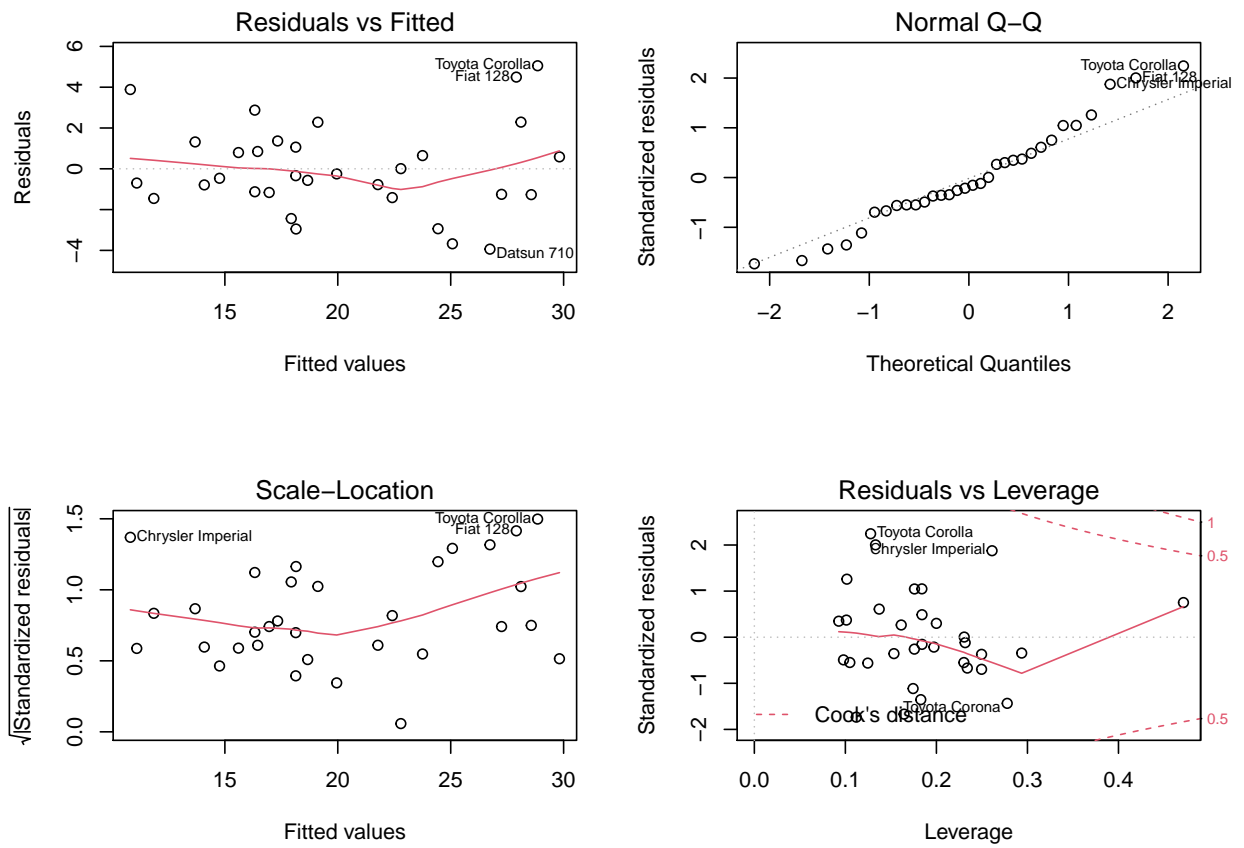 Residuals vs Fitted
Residuals
6
4
2
0
−2
−4
Toyota Corolla
Fiat 128
Datsun 710
15 20 25 30
Fitted values
Normal Q−Q
Standardized residuals
2
1
0
−1
Toyota Corolla
Fiat 128
Chrysler Imperial
−2 −1 0 1 2
Theoretical Quantiles
Scale−Location
√|Standardized residuals|
1.5
1.0
0.5
0.0
Toyota Corolla
Fiat 128
Chrysler Imperial
15 20 25 30
Fitted values
Residuals vs Leverage
Standardized residuals
2
1
0
−1
−2
Toyota Corolla
Chrysler Imperial
Toyota Corona
Cook's distance
1
0.5
0.5
0.0 0.1 0.2 0.3 0.4
Leverage